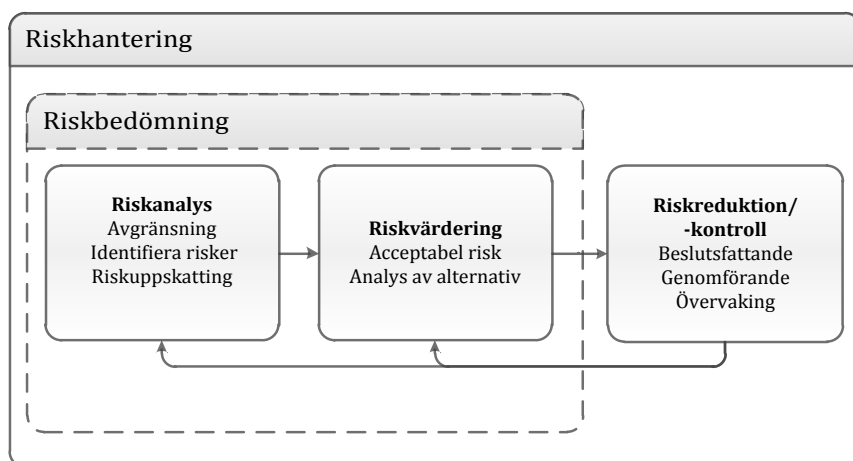 Riskhantering
Riskbedömning
Riskanalys
Avgränsning
Identifiera risker
Riskuppskatting
Riskvärdering
Acceptabel risk
Analys av alternativ
Riskreduktion/
-kontroll
Beslutsfattande
Genomförande
Övervaking